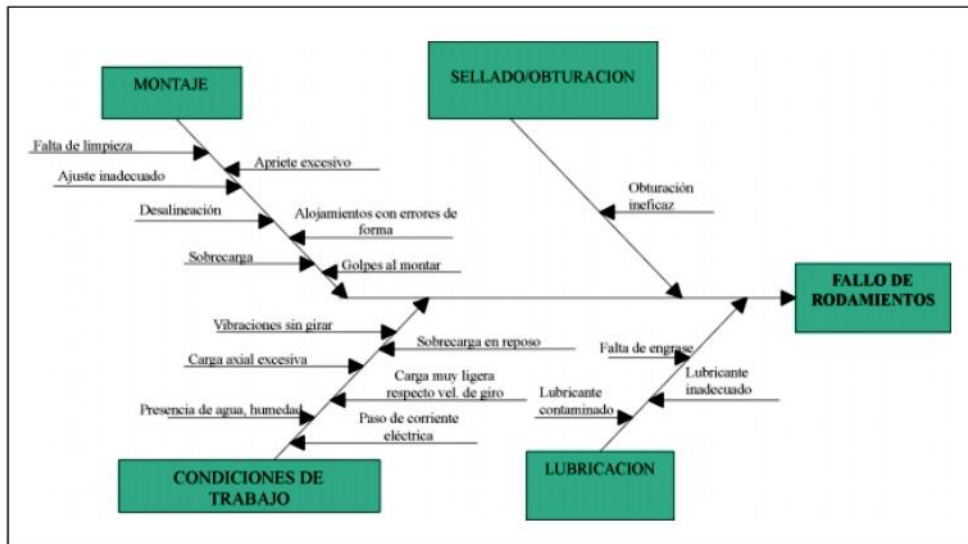 MONTAJE
SELLADO/OBTURACION
Falta de limpieza
Apriete excesivo
Ajuste inadecuado
Desalineación
Alojamientos con errores de
forma
Sobrecarga
Golpes al montar
Obturación
ineficaz
FALLO DE
RODAMIENTOS
Vibraciones sin girar
Sobrecarga en reposo
Carga axial excesiva
Carga muy ligera
respecto vel. de giro
Presencia de agua, humedad
Paso de corriente
eléctrica
Falta de engrase
Lubricante
inadecuado
Lubricante
contaminado
CONDICIONES DE
TRABAJO
LUBRICACION